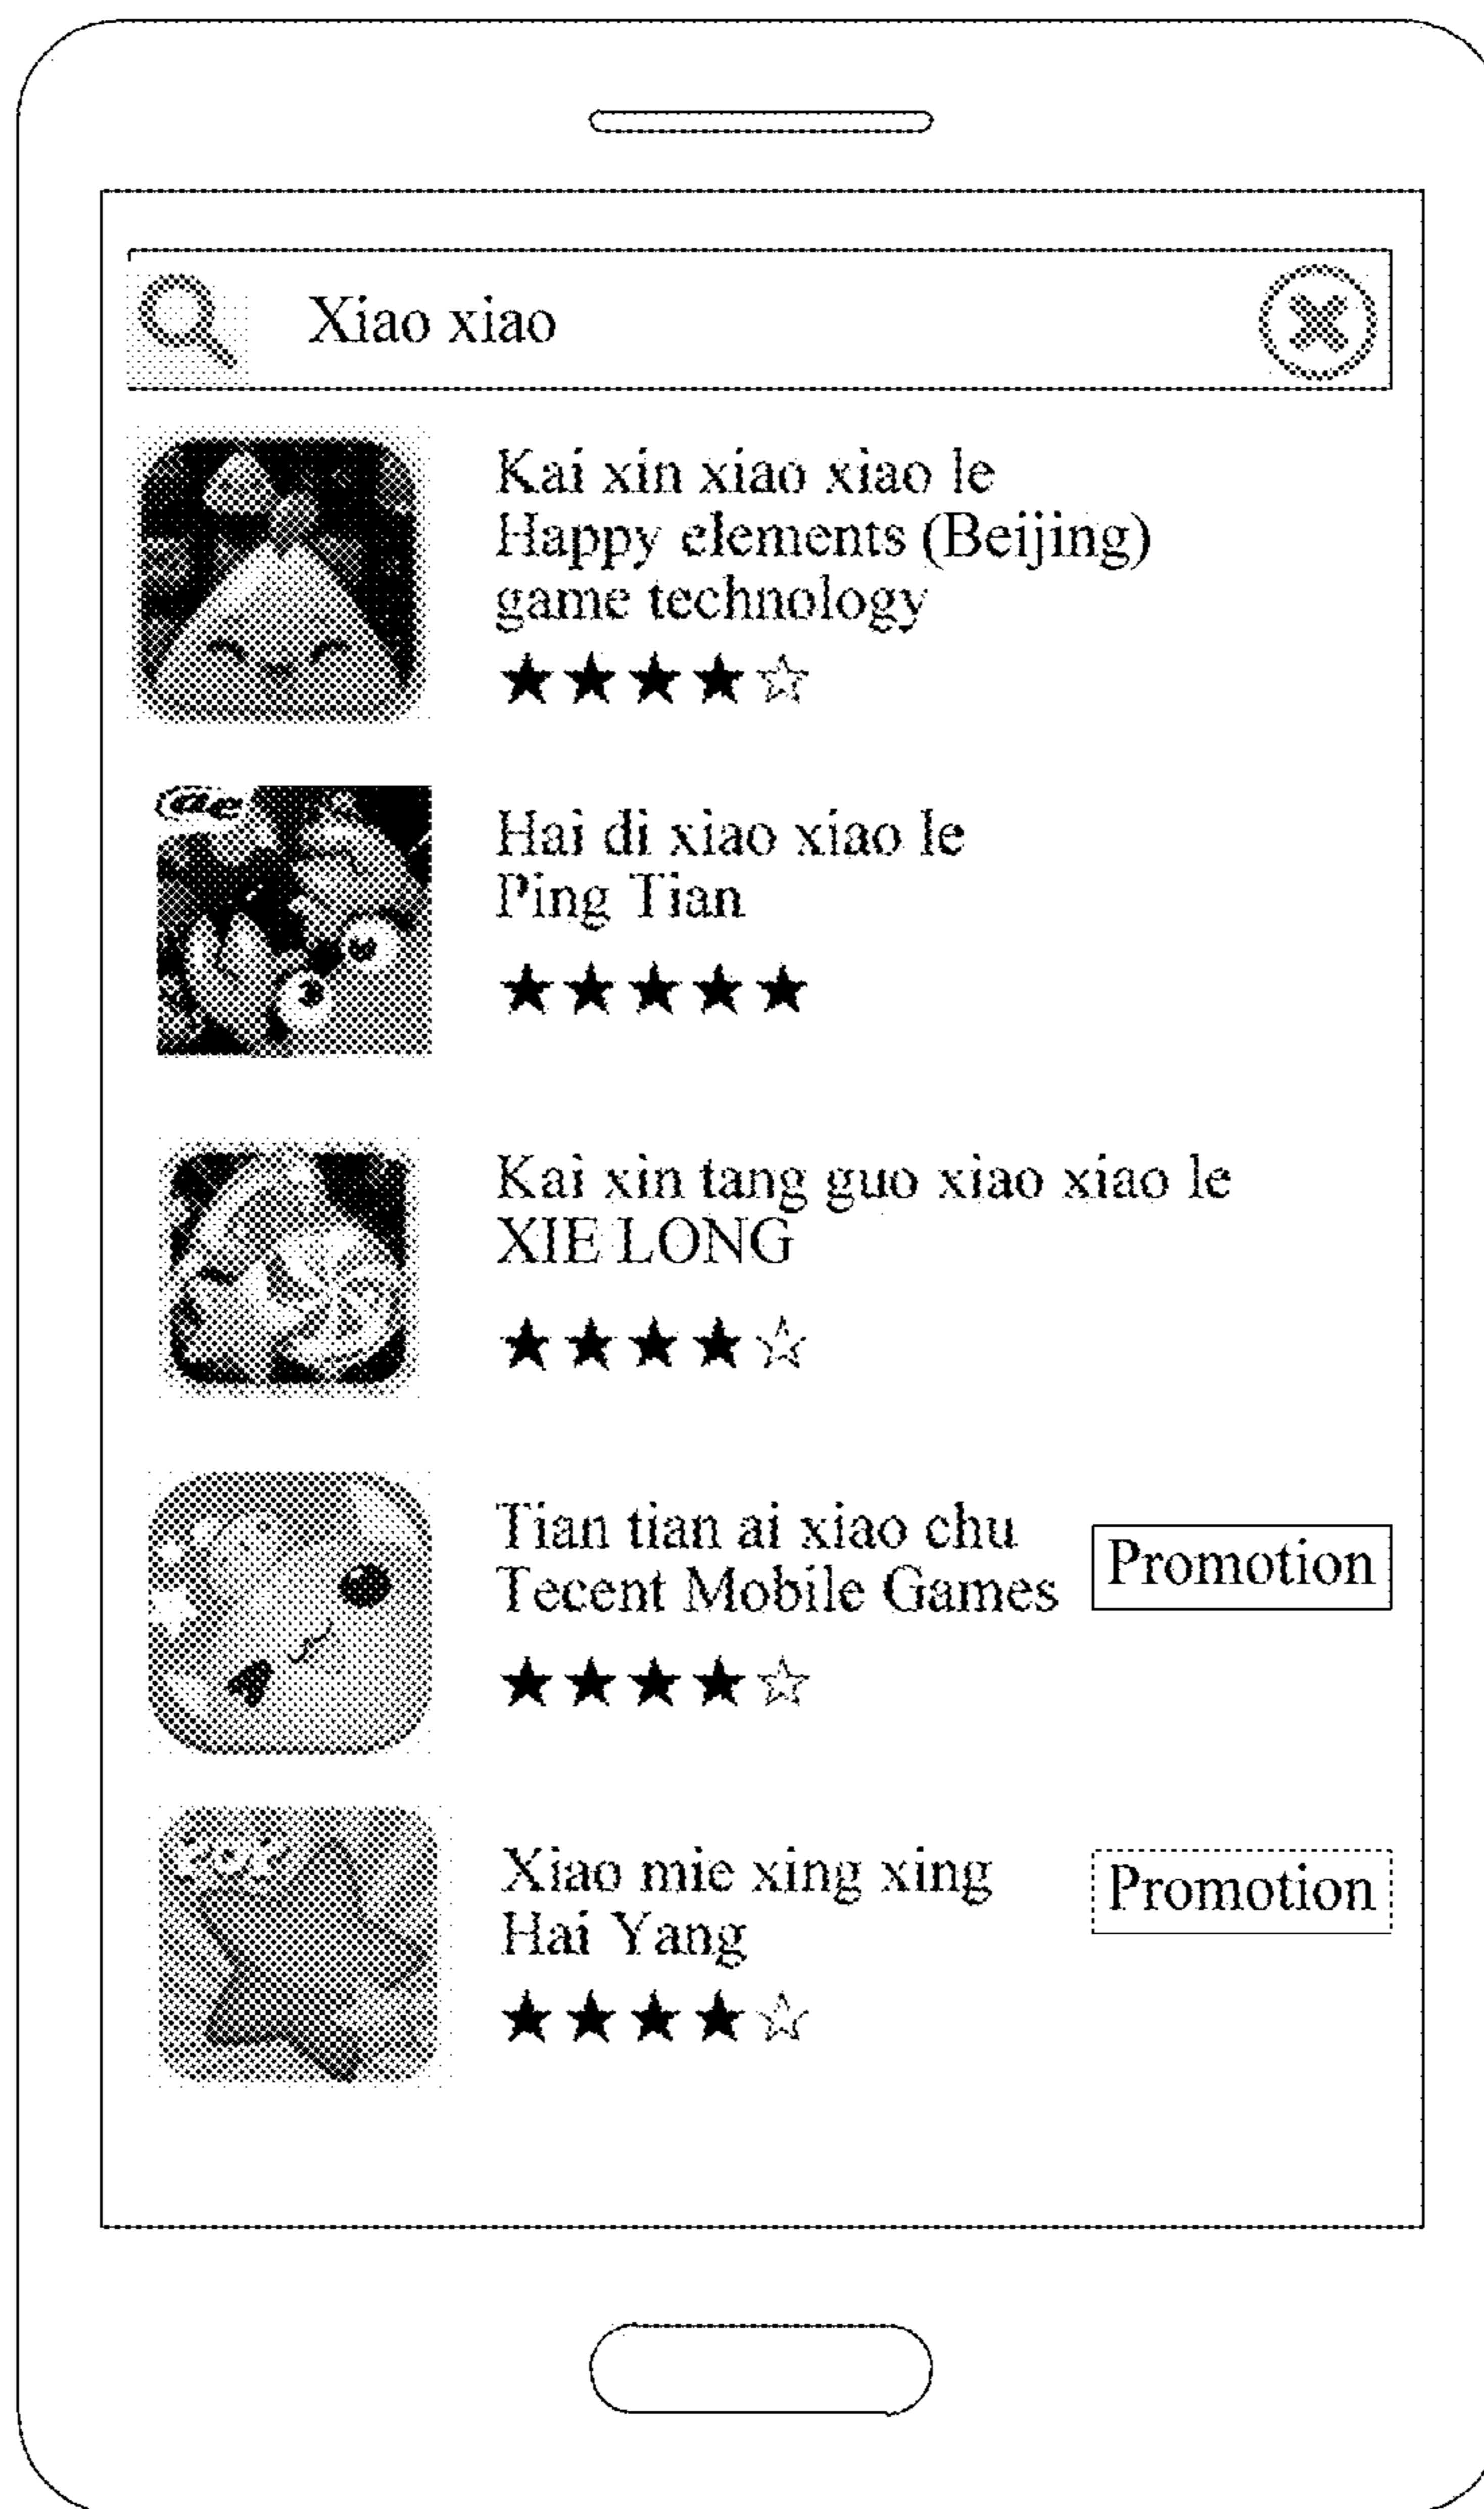 Xiao xiao
Kai xin xiao xiao le
Happy elements (Beijing)
game technology
Hai di xiao xiao le
Ping Tian
Kai xin tang guo xiao xiao le
XIE LONG
Tian tian ai xiao chu
Tecent Mobile Games
Promotion
Xiao mie xing xing
Hai Yang
Promotion